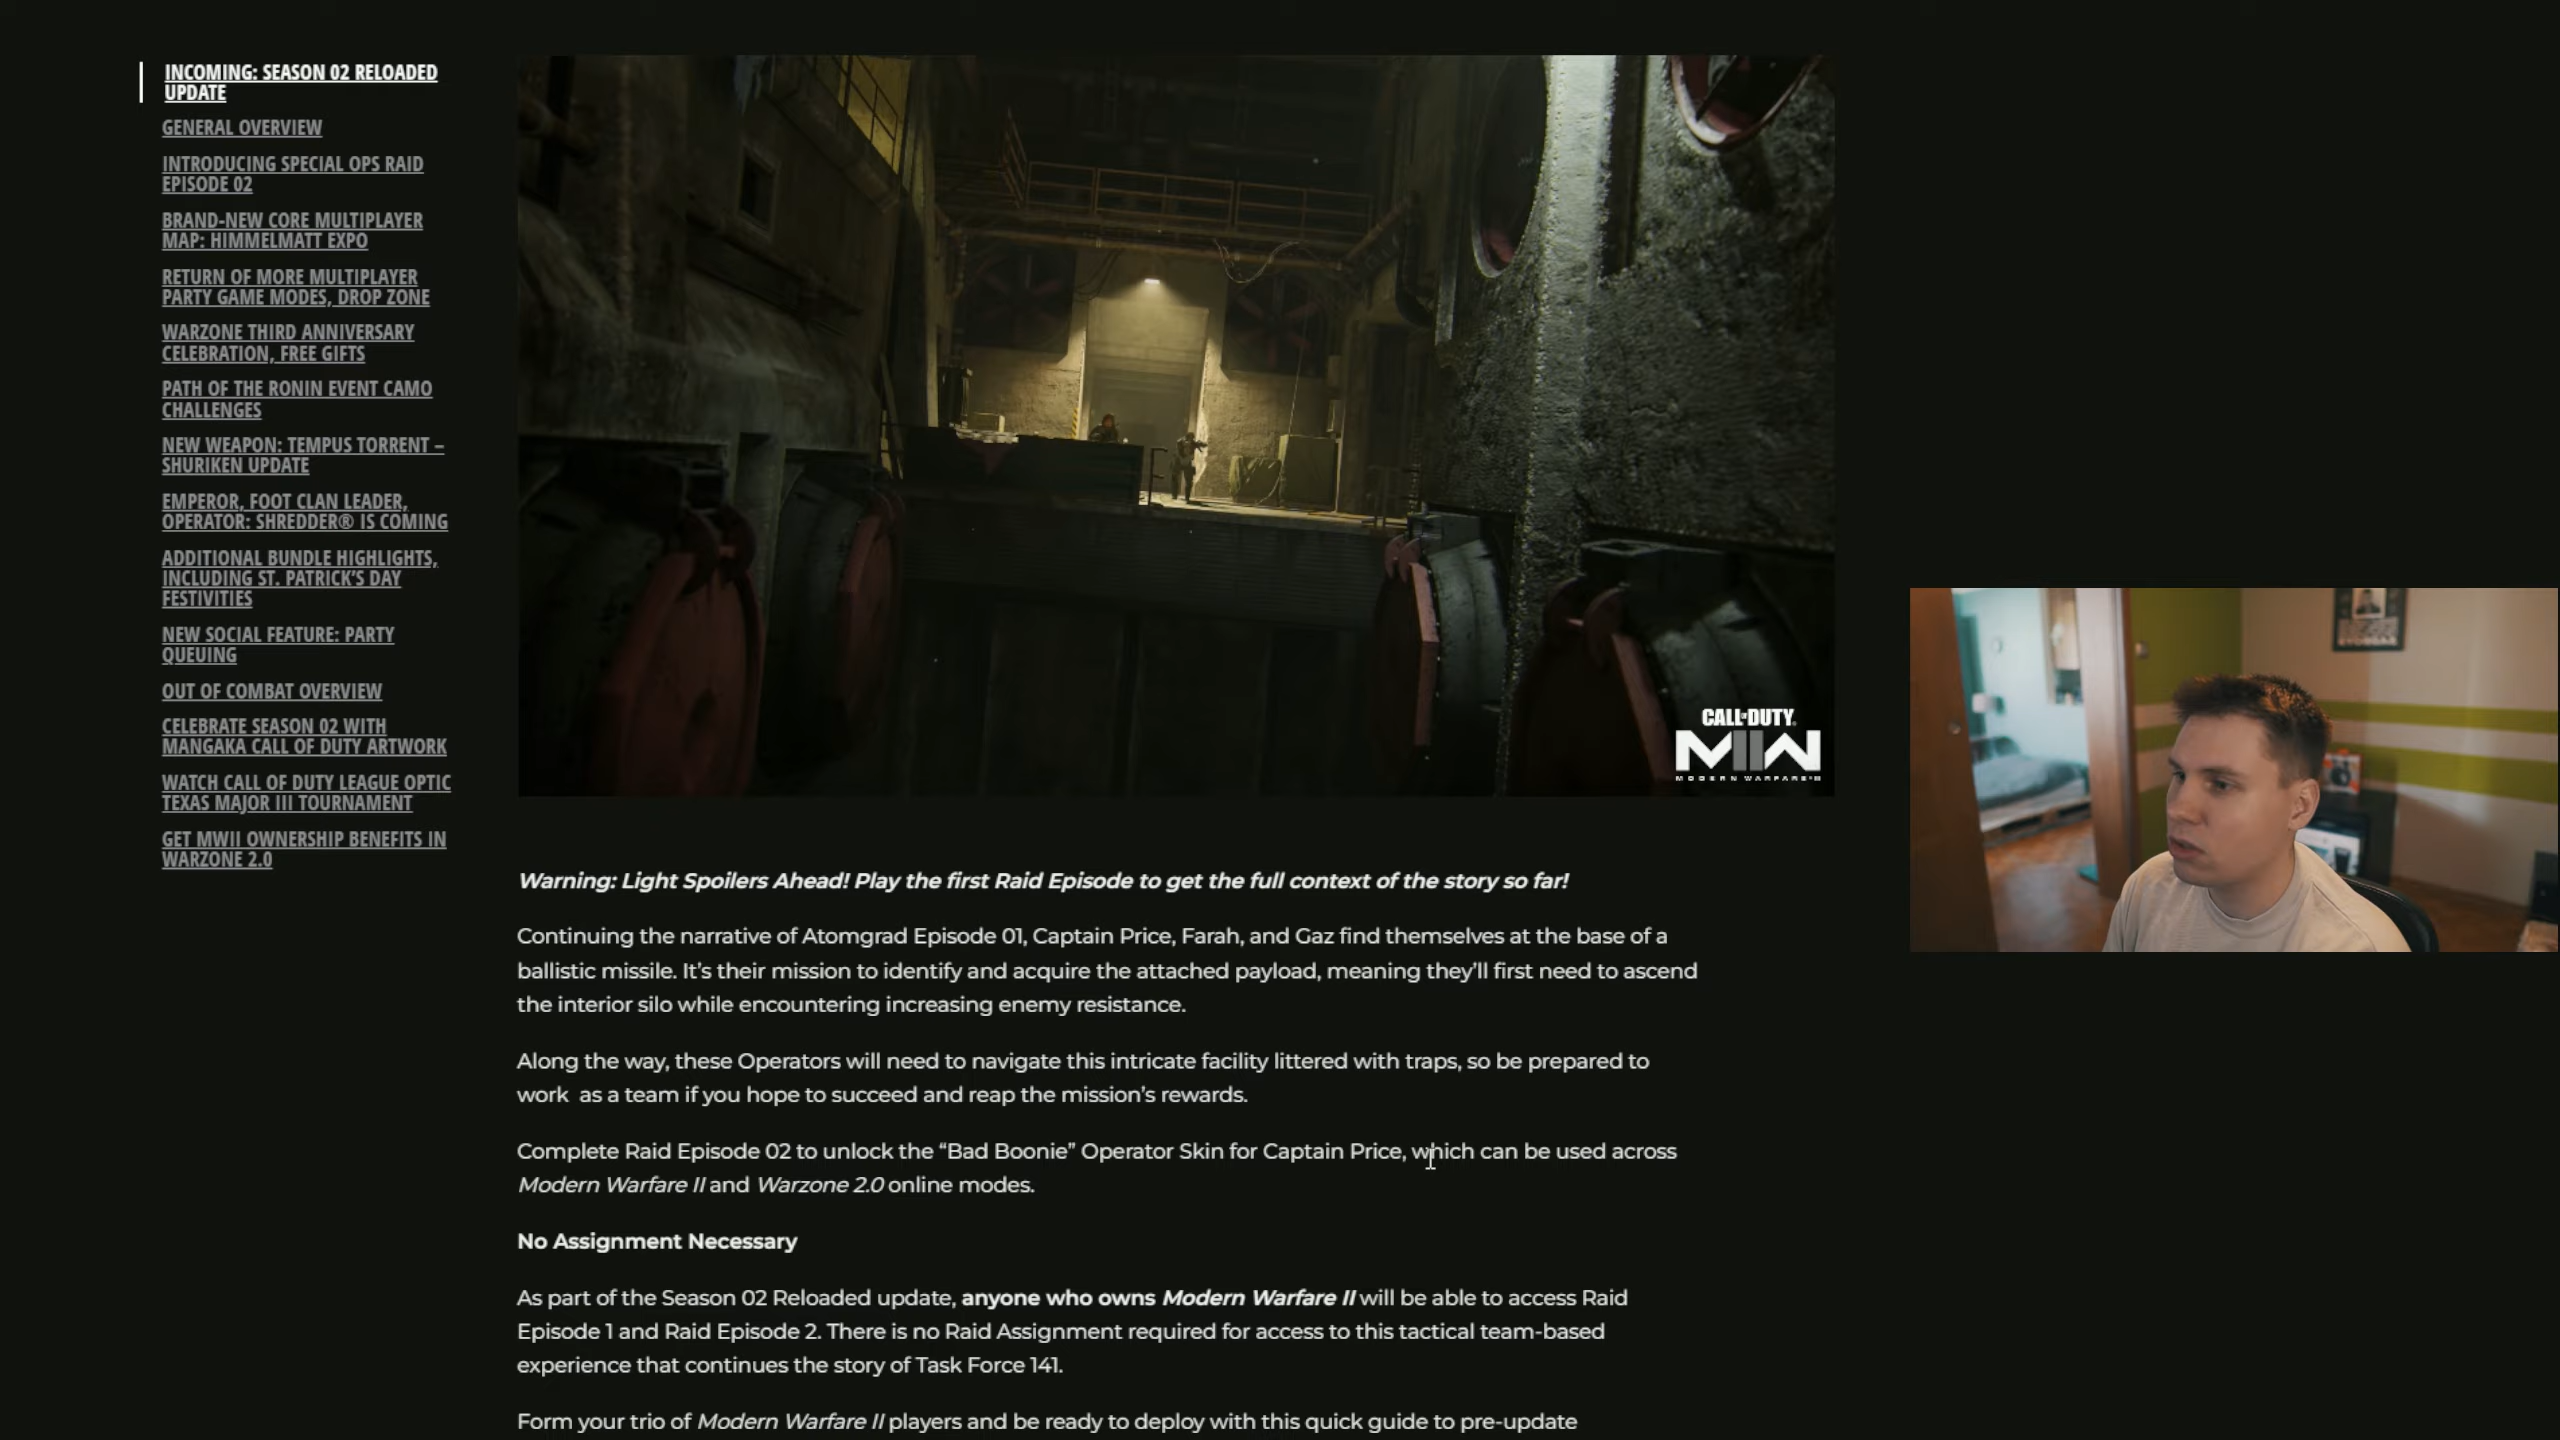 INCOMING: SEASON 02 RELOADED
UPDATE
GENERAL OVERVIEW
INTRODUCING SPECIAL OPS RAID
EPISODE 02
BRAND-NEW CORE MULTIPLAYER
MAP: HIMMELMATT EXPO
RETURN OF MORE MULTIPLAYER
PARTY GAME MODES, DROP ZONE
WARZONE THIRD ANNIVERSARY
CELEBRATION, FREE GIFTS
PATH OF THE RONIN EVENT CAMO
CHALLENGES
NEW WEAPON: TEMPUS TORRENT –
SHURIKEN UPDATE
EMPEROR, FOOT CLAN LEADER,
OPERATOR: SHREDDER® IS COMING
ADDITIONAL BUNDLE HIGHLIGHTS,
INCLUDING ST. PATRICK’S DAY
FESTIVITIES
NEW SOCIAL FEATURE: PARTY
QUEUING
OUT OF COMBAT OVERVIEW
CELEBRATE SEASON 02 WITH
MANGAKA CALL OF DUTY ARTWORK
WATCH CALL OF DUTY LEAGUE OPTIC
TEXAS MAJOR III TOURNAMENT
GET MWII OWNERSHIP BENEFITS IN
WARZONE 2.0
CALL OF DUTY
MWII
MODERN WARFARE II
Warning: Light Spoilers Ahead! Play the first Raid Episode to get the full context of the story so far!
Continuing the narrative of Atomgrad Episode 01, Captain Price, Farah, and Gaz find themselves at the base of a
ballistic missile. It’s their mission to identify and acquire the attached payload, meaning they’ll first need to ascend
the interior silo while encountering increasing enemy resistance.
Along the way, these Operators will need to navigate this intricate facility littered with traps, so be prepared to
work  as a team if you hope to succeed and reap the mission’s rewards.
Complete Raid Episode 02 to unlock the “Bad Boonie” Operator Skin for Captain Price, which can be used across
Modern Warfare II and Warzone 2.0 online modes.
No Assignment Necessary
As part of the Season 02 Reloaded update, anyone who owns Modern Warfare II will be able to access Raid
Episode 1 and Raid Episode 2. There is no Raid Assignment required for access to this tactical team-based
experience that continues the story of Task Force 141.
Form your trio of Modern Warfare II players and be ready to deploy with this quick guide to pre-update